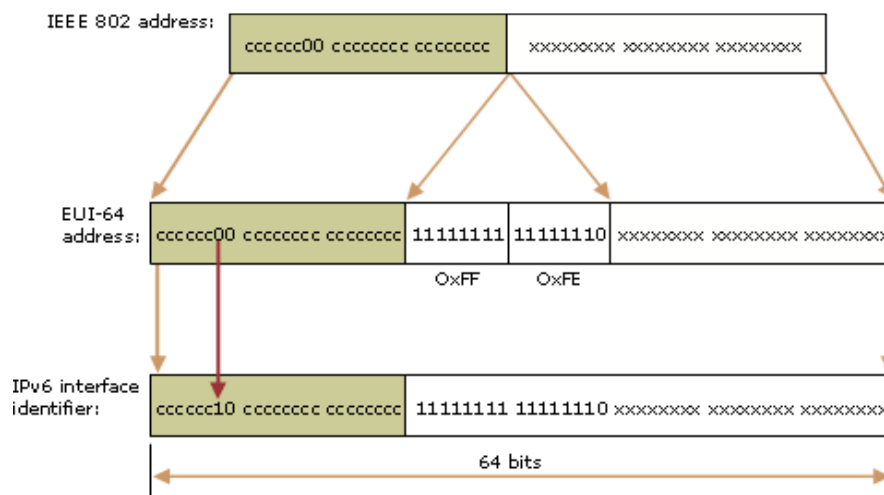 IEEE 802 address:
cccccc00 cccccccc cccccccc xxxxxxxx xxxxxxxx xxxxxxxx
EUI-64
address:
cccccc00 cccccccc cccccccc 11111111 11111110 xxxxxxxx xxxxxxxx xxxxxxxx
0xFF 0xFE
IPv6 interface
identifier:
cccccc10 cccccccc cccccccc 11111111 11111110 xxxxxxxx xxxxxxxx xxxxxxxx
64 bits